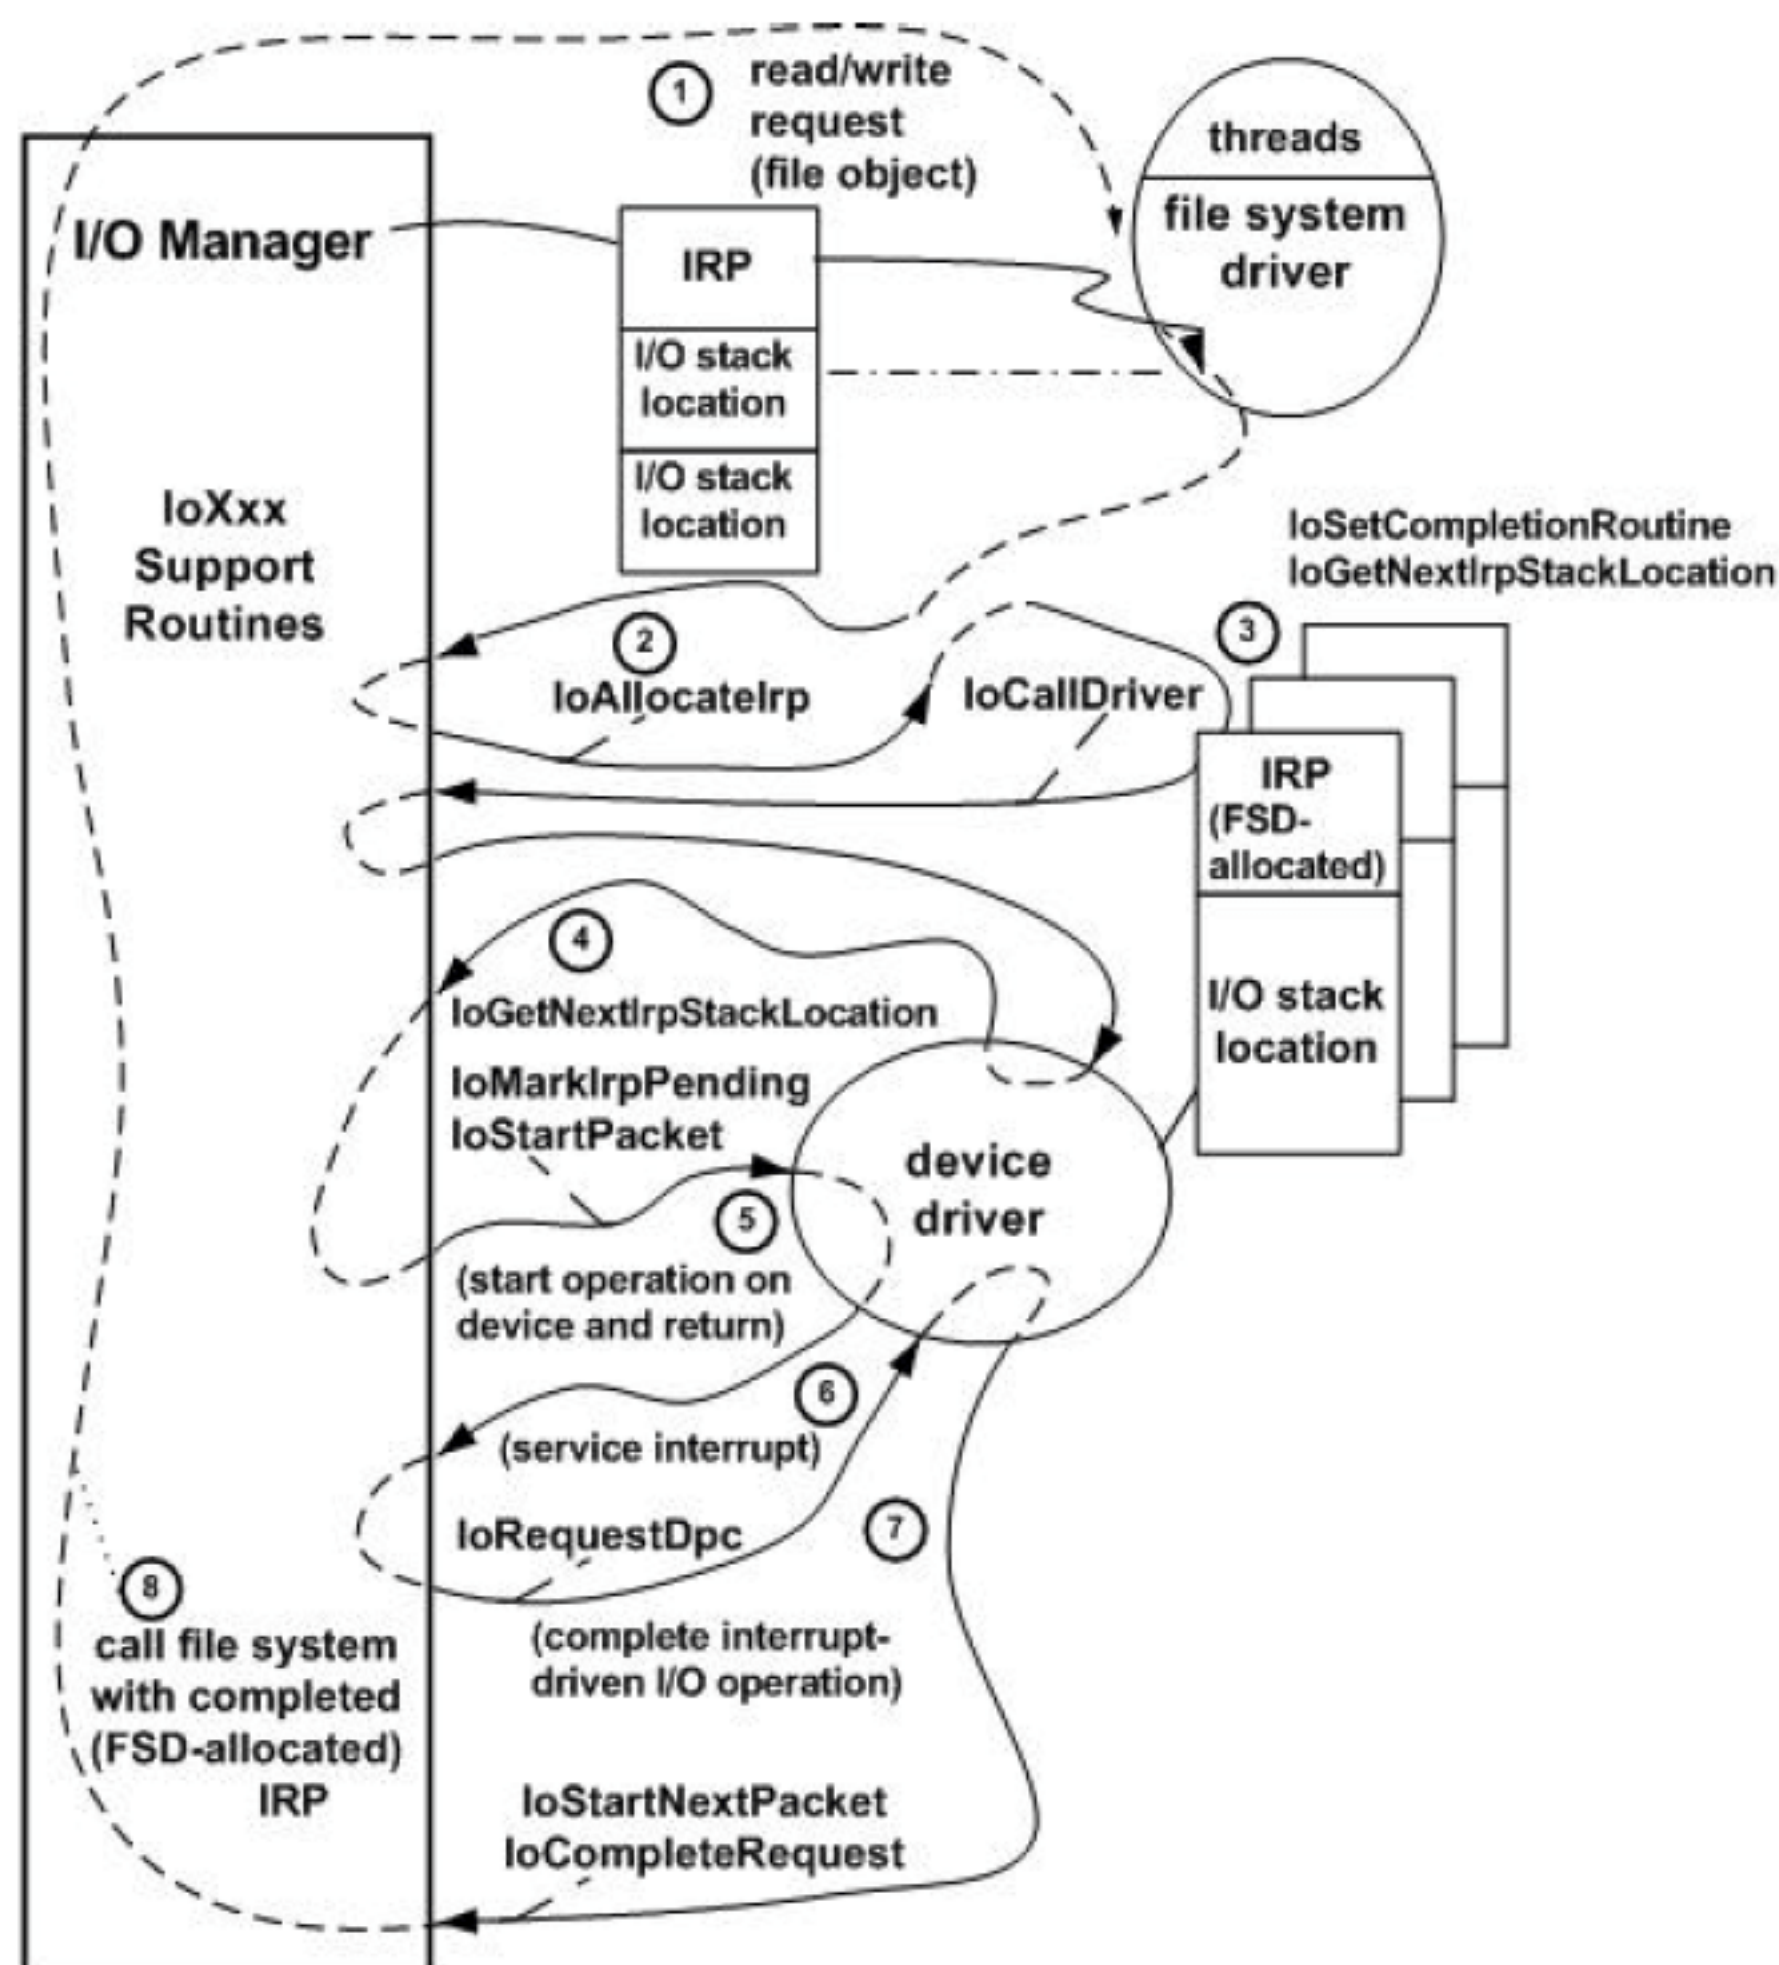 1
read/write
request
(file object)
threads
file system
driver
I/O Manager
IRP
I/O stack
location
I/O stack
location
IoXxx
Support
Routines
IoSetCompletionRoutine
IoGetNextIrpStackLocation
2
IoAllocateIrp
IoCallDriver
3
IRP
(FSD-
allocated)
I/O stack
location
4
IoGetNextIrpStackLocation
IoMarkIrpPending
IoStartPacket
device
driver
5
(start operation on
device and return)
6
(service interrupt)
IoRequestDpc
7
(complete interrupt-
driven I/O operation)
8
call file system
with completed
(FSD-allocated)
IRP
IoStartNextPacket
IoCompleteRequest